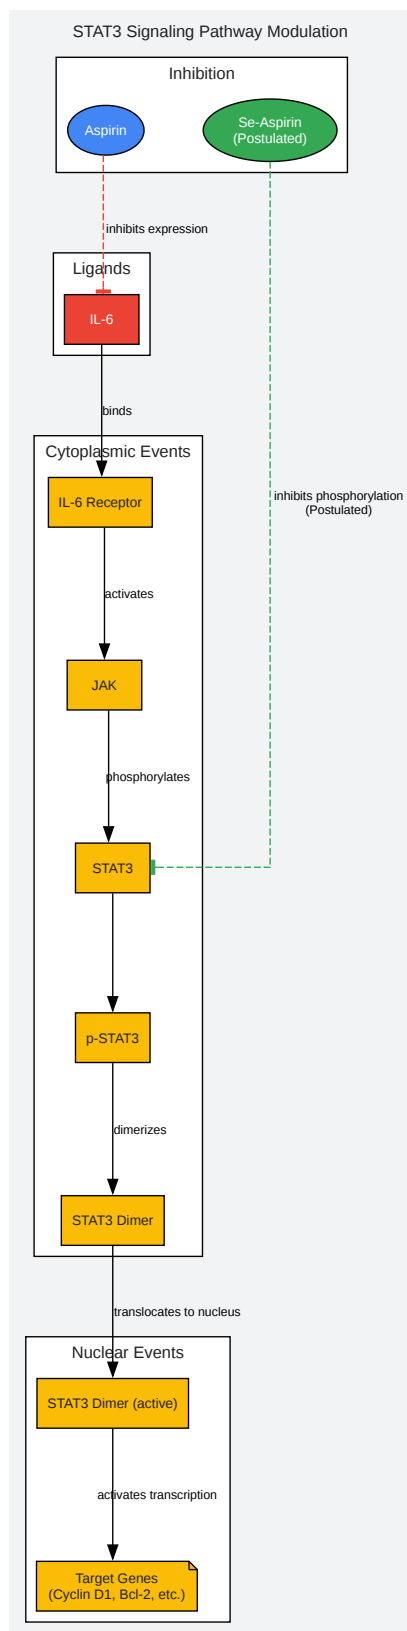 STAT3 Signaling Pathway Modulation
Inhibition
Aspirin
Se-Aspirin
(Postulated)
inhibits expression
Ligands
IL-6
binds
Cytoplasmic Events
IL-6 Receptor
inhibits phosphorylation
(Postulated)
activates
JAK
phosphorylates
STAT3
p-STAT3
dimerizes
STAT3 Dimer
translocates to nucleus
Nuclear Events
STAT3 Dimer (active)
activates transcription
Target Genes
(Cyclin D1, Bcl-2, etc.)